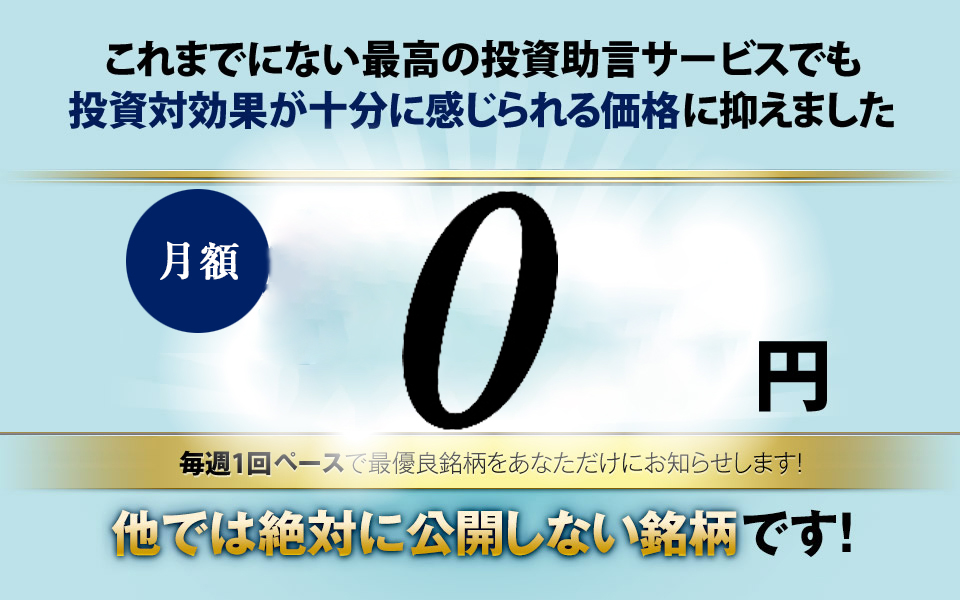 これまでにない最高の投資助言サービスでも
投資対効果が十分に感じられる価格に抑えました
月額
0
円
毎週1回ペースで最優良銘柄をあなただけにお知らせします!
他では絶対に公開しない銘柄です!